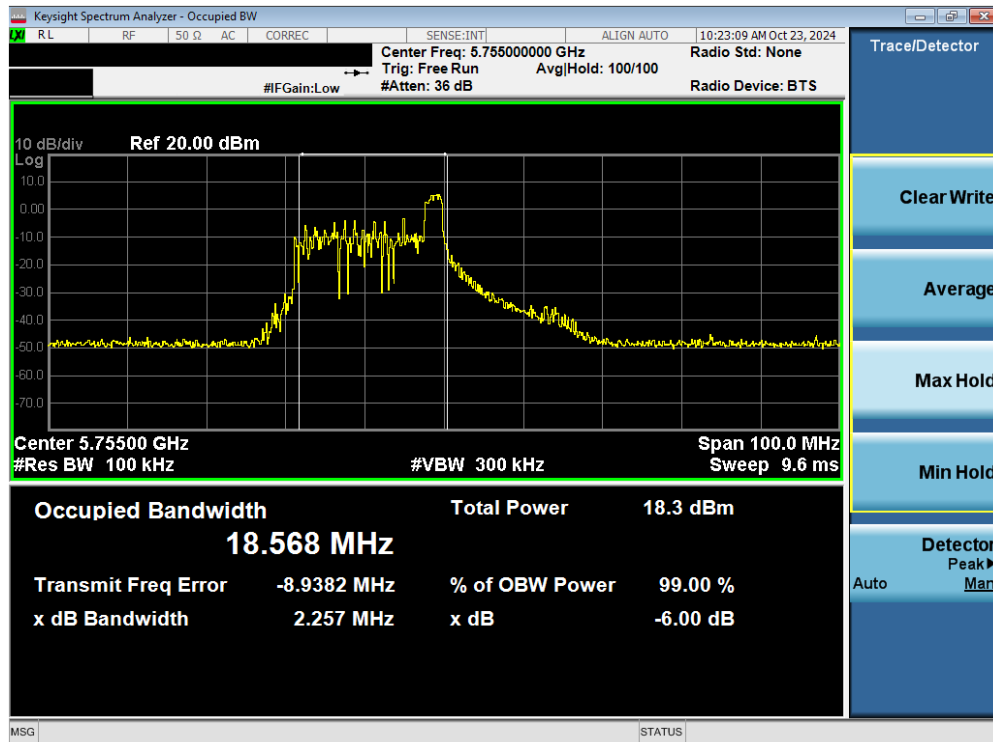 Keysight Spectrum Analyzer - Occupied BW
LXI RL RF 50 Ω AC CORREC SENSE:INT ALIGN AUTO 10:23:09 AM Oct 23, 2024
Center Freq: 5.755000000 GHz Radio Std: None
Trig: Free Run Avg|Hold: 100/100
#IFGain:Low #Atten: 36 dB Radio Device: BTS
10 dB/div Ref 20.00 dBm
Log
10.0
0.00
-10.0
-20.0
-30.0
-40.0
-50.0
-60.0
-70.0
Center 5.75500 GHz Span 100.0 MHz
#Res BW 100 kHz #VBW 300 kHz Sweep 9.6 ms
Occupied Bandwidth Total Power 18.3 dBm
18.568 MHz
Transmit Freq Error -8.9382 MHz % of OBW Power 99.00 %
x dB Bandwidth 2.257 MHz x dB -6.00 dB
Trace/Detector
Clear Write
Average
Max Hold
Min Hold
Detector
Peak▶
Auto Man
MSG STATUS